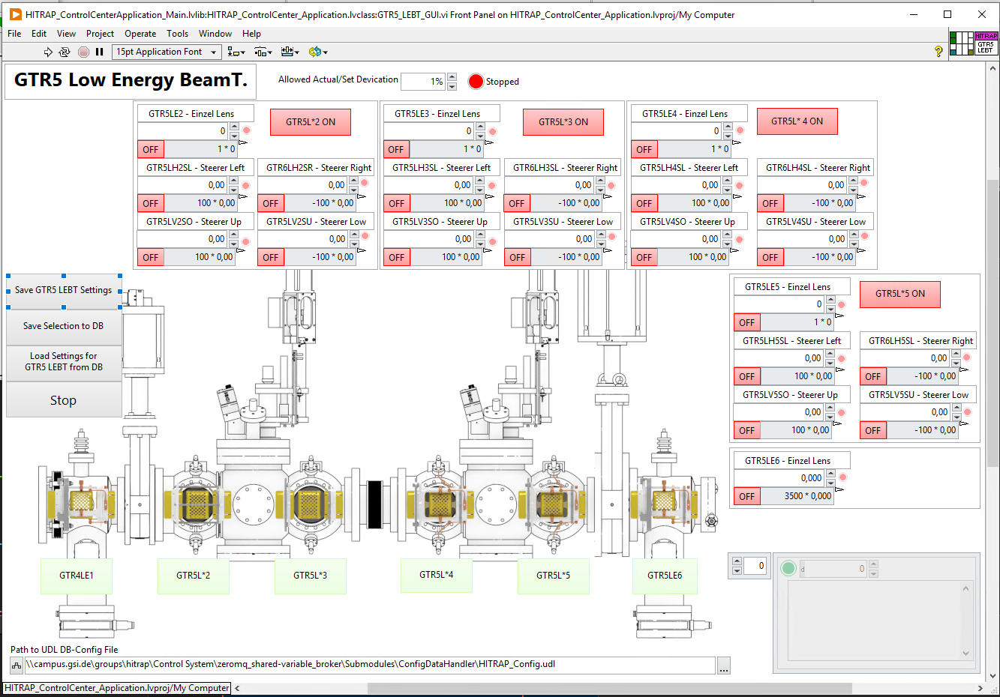 HITRAP_ControlCenterApplication_Main.lvlib:HITRAP_ControlCenter_Application.lvclass:GTR5_LEBT_GUI.vi Front Panel on HITRAP_ControlCenter_Application.lvproj/My Computer
File Edit View Project Operate Tools Window Help
15pt Application Font
HITRAP
GTR5
LEBT
GTR5 Low Energy BeamT.
Allowed Actual/Set Devication 1% Stopped
GTR5LE2 - Einzel Lens
GTR5L*2 ON
0
OFF 1 * 0
GTR5LH2SL - Steerer Left GTR6LH2SR - Steerer Right
0,00 0,00
OFF 100 * 0,00 OFF -100 * 0,00
GTR5LV2SO - Steerer Up GTR5LV2SU - Steerer Low
0,00 0,00
OFF 100 * 0,00 OFF -100 * 0,00
GTR5LE3 - Einzel Lens
GTR5L*3 ON
0
OFF 1 * 0
GTR5LH3SL - Steerer Left GTR6LH3SL - Steerer Right
0,00 0,00
OFF 100 * 0,00 OFF -100 * 0,00
GTR5LV3SO - Steerer Up GTR5LV3SU - Steerer Low
0,00 0,00
OFF 100 * 0,00 OFF -100 * 0,00
GTR5LE4 - Einzel Lens
GTR5L* 4 ON
0
OFF 1 * 0
GTR5LH4SL - Steerer Left GTR6LH4SL - Steerer Right
0,00 0,00
OFF 100 * 0,00 OFF -100 * 0,00
GTR5LV4SO - Steerer Up GTR5LV4SU - Steerer Low
0,00 0,00
OFF 100 * 0,00 OFF -100 * 0,00
Save GTR5 LEBT Settings
Save Selection to DB
Load Settings for
GTR5 LEBT from DB
Stop
GTR5LE5 - Einzel Lens
GTR5L*5 ON
0
OFF 1 * 0
GTR5LH5SL - Steerer Left GTR6LH5SL - Steerer Right
0,00 0,00
OFF 100 * 0,00 OFF -100 * 0,00
GTR5LV5SO - Steerer Up GTR5LV5SU - Steerer Low
0,00 0,00
OFF 100 * 0,00 OFF -100 * 0,00
GTR5LE6 - Einzel Lens
0,000
OFF 3500 * 0,000
GTR4LE1 GTR5L*2 GTR5L*3 GTR5L*4 GTR5L*5 GTR5LE6
0
d 0
Path to UDL DB-Config File
\\campus.gsi.de\groups\hitrap\Control System\zeromq_shared-variable_broker\Submodules\ConfigDataHandler\HITRAP_Config.udl
...
HITRAP_ControlCenter_Application.lvproj/My Computer